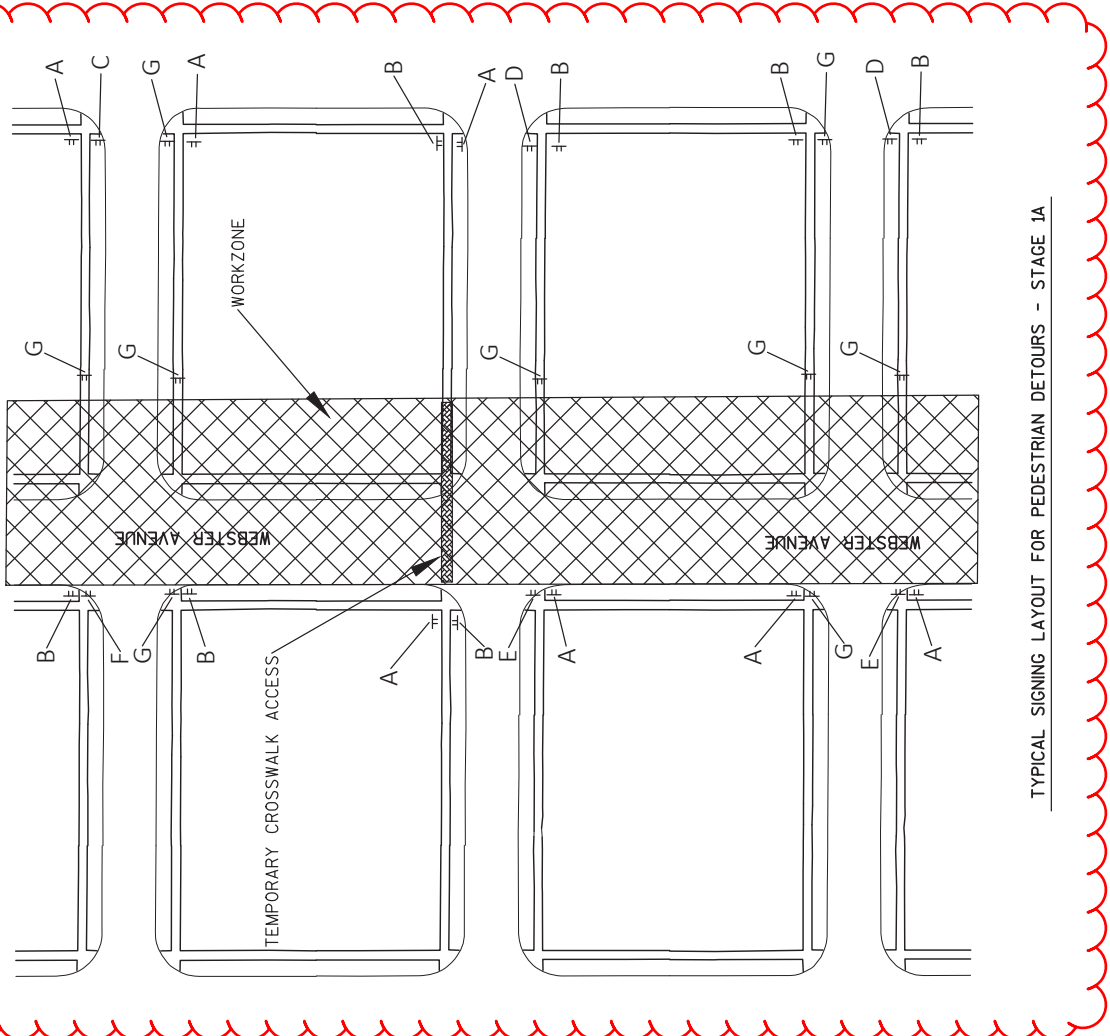 A
C
G
A
B
A
D
B
B
G
D
B
WORKZONE
G
G
G
G
G
WEBSTER AVENUE
WEBSTER AVENUE
B
F
G
B
A
B
E
A
A
G
E
A
TEMPORARY CROSSWALK ACCESS
TYPICAL SIGNING LAYOUT FOR PEDESTRIAN DETOURS - STAGE 1A